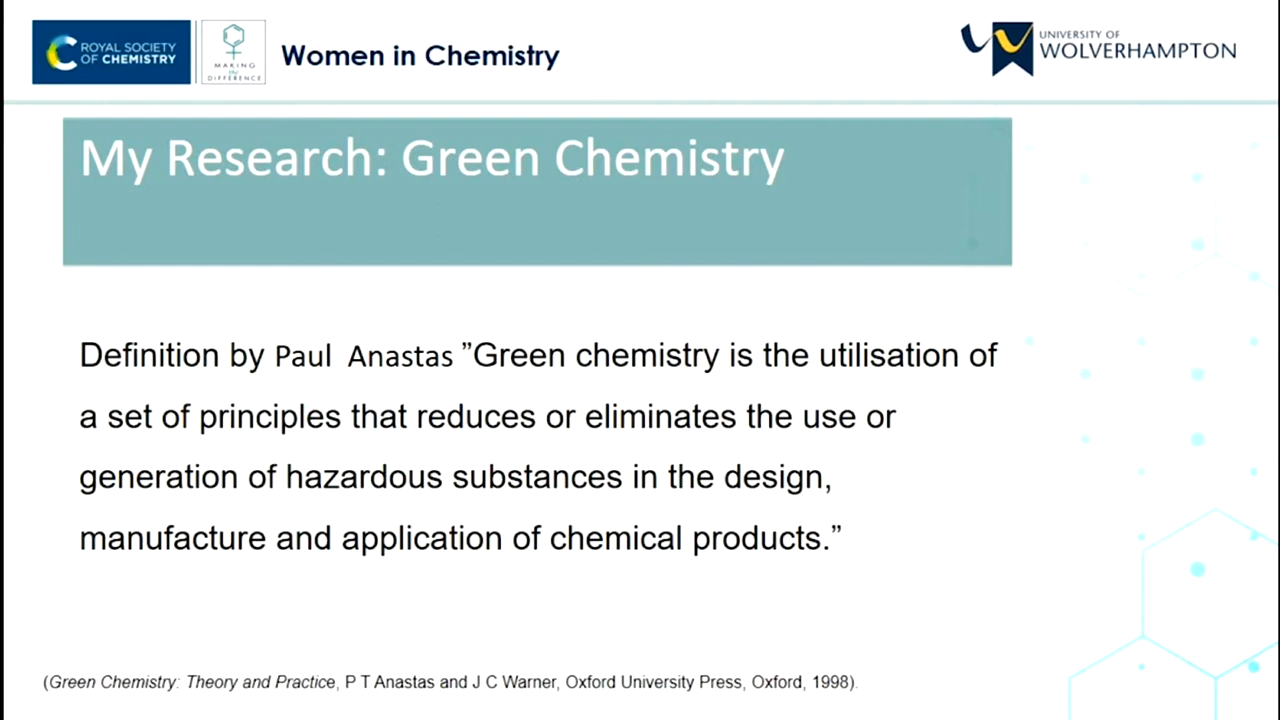 ROYAL SOCIETY
OF CHEMISTRY
MAKING
THE
DIFFERENCE
Women in Chemistry
UNIVERSITY OF
WOLVERHAMPTON
My Research: Green Chemistry
Definition by Paul Anastas ”Green chemistry is the utilisation of
a set of principles that reduces or eliminates the use or
generation of hazardous substances in the design,
manufacture and application of chemical products.”
(Green Chemistry: Theory and Practice, P T Anastas and J C Warner, Oxford University Press, Oxford, 1998).